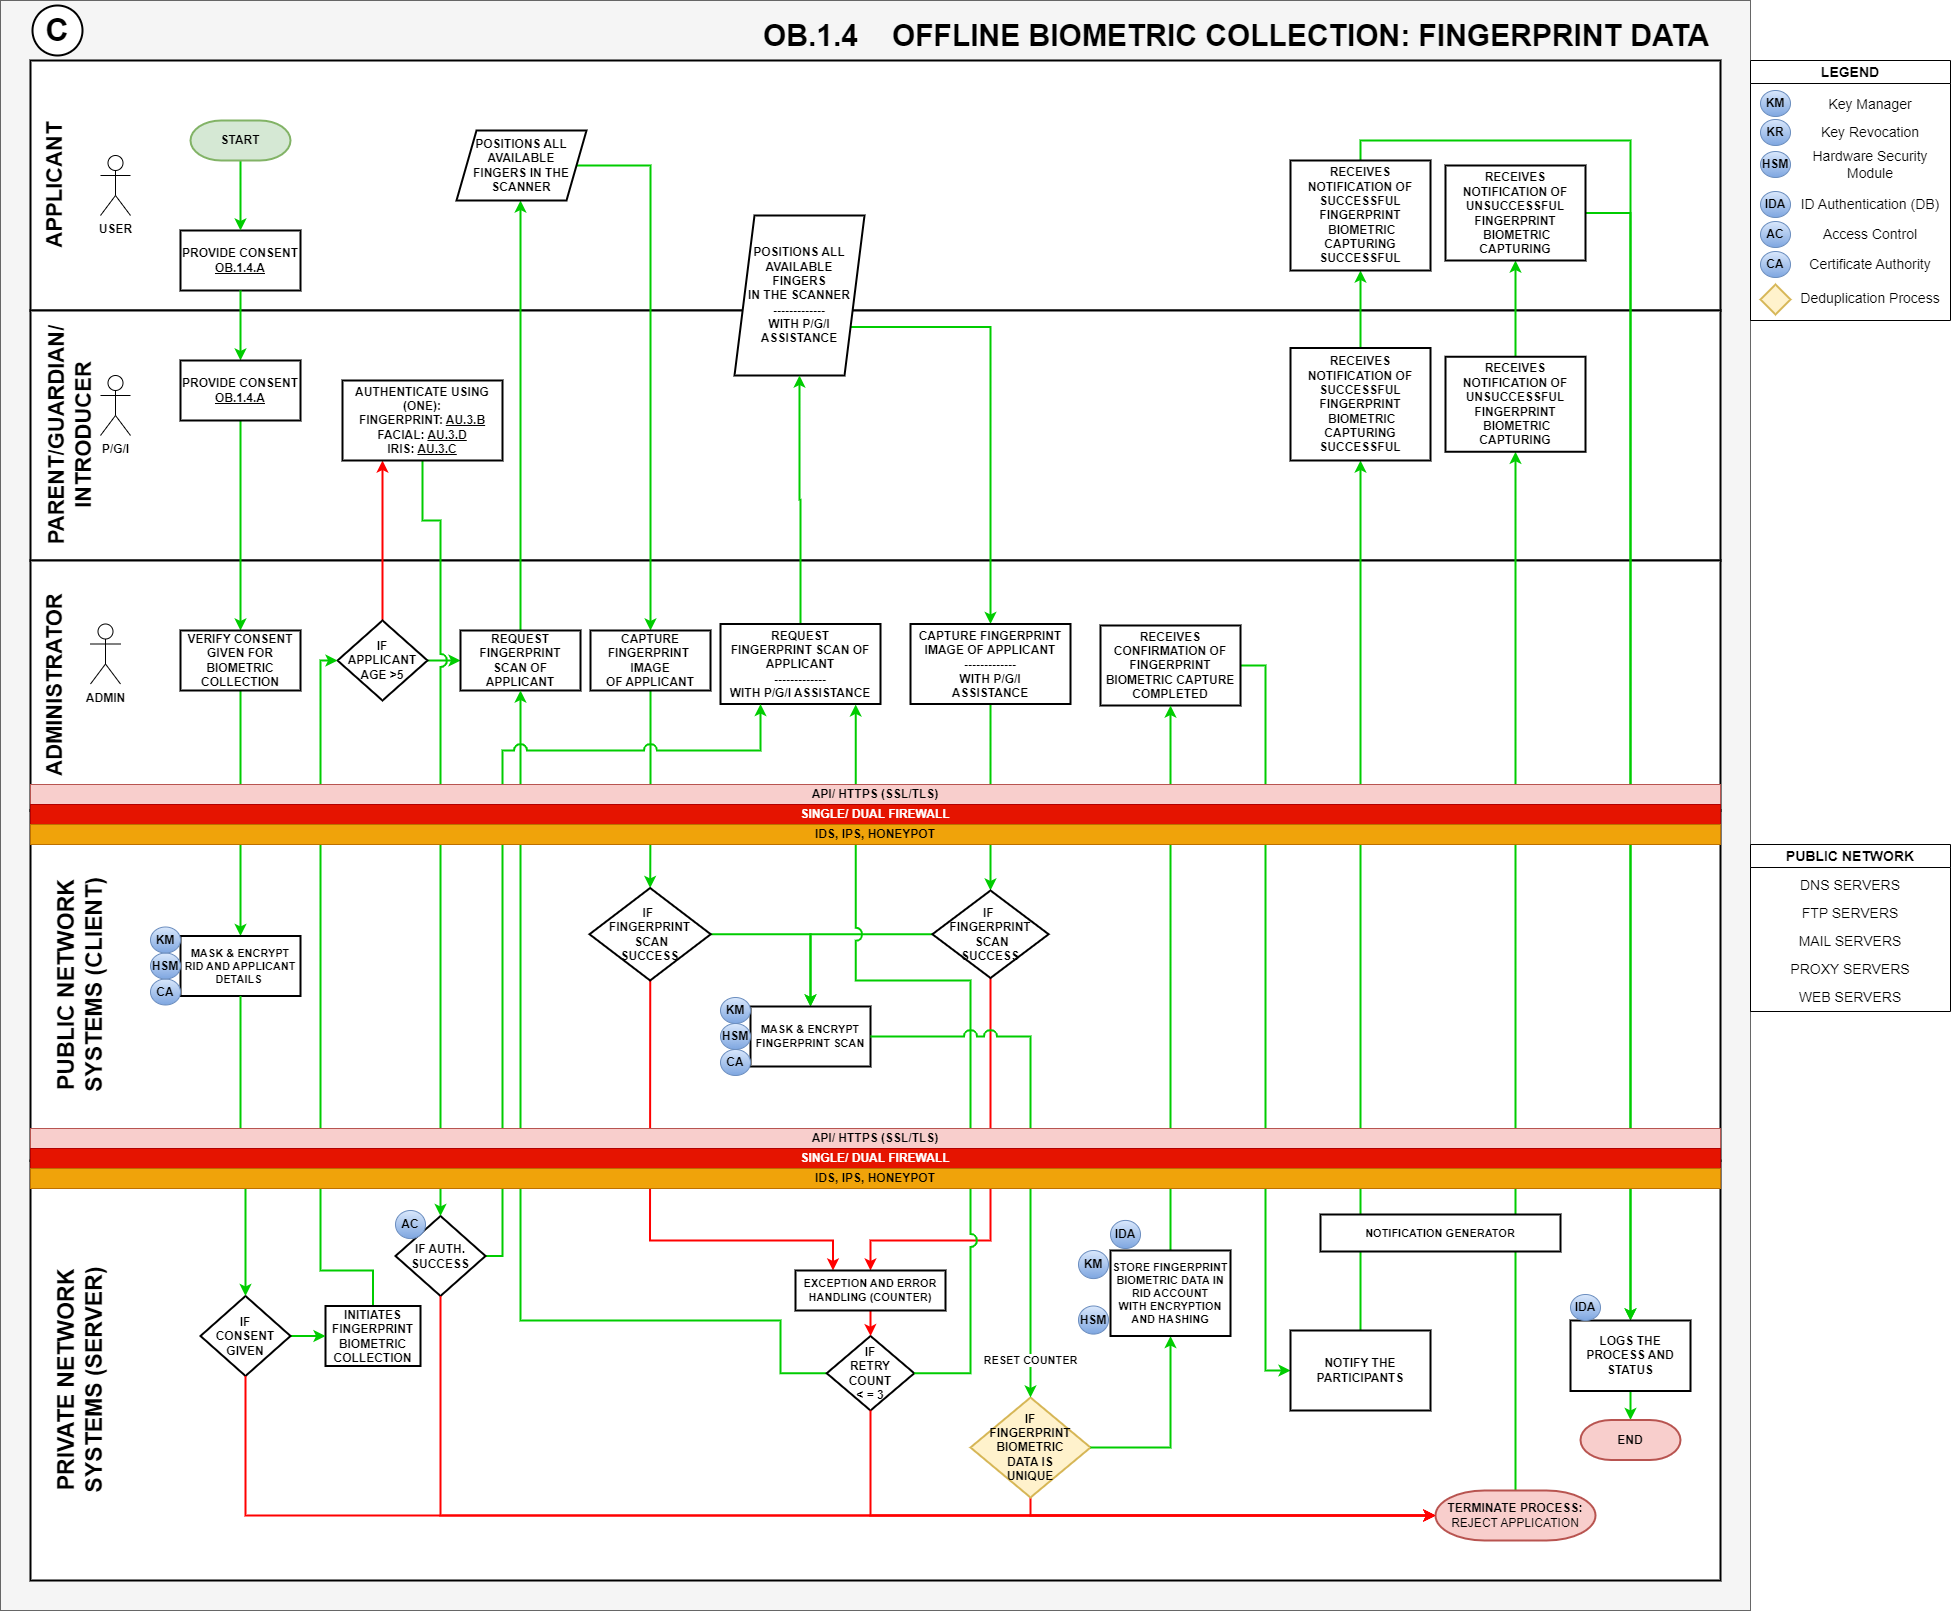 C
OB.1.4 OFFLINE BIOMETRIC COLLECTION: FINGERPRINT DATA
LEGEND
KM Key Manager
KR Key Revocation
HSM Hardware Security
Module
IDA ID Authentication (DB)
AC Access Control
CA Certificate Authority
Deduplication Process
APPLICANT
USER
START
PROVIDE CONSENT
OB.1.4.A
POSITIONS ALL
AVAILABLE
FINGERS IN THE
SCANNER
POSITIONS ALL
AVAILABLE
FINGERS
IN THE SCANNER
-------------
WITH P/G/I
ASSISTANCE
RECEIVES
NOTIFICATION OF
SUCCESSFUL
FINGERPRINT
BIOMETRIC
CAPTURING
SUCCESSFUL
RECEIVES
NOTIFICATION OF
UNSUCCESSFUL
FINGERPRINT
BIOMETRIC
CAPTURING
PARENT/GUARDIAN/
INTRODUCER
P/G/I
PROVIDE CONSENT
OB.1.4.A
AUTHENTICATE USING
(ONE):
FINGERPRINT: AU.3.B
FACIAL: AU.3.D
IRIS: AU.3.C
RECEIVES
NOTIFICATION OF
SUCCESSFUL
FINGERPRINT
BIOMETRIC
CAPTURING
SUCCESSFUL
RECEIVES
NOTIFICATION OF
UNSUCCESSFUL
FINGERPRINT
BIOMETRIC
CAPTURING
ADMINISTRATOR
ADMIN
VERIFY CONSENT
GIVEN FOR
BIOMETRIC
COLLECTION
IF
APPLICANT
AGE >5
REQUEST
FINGERPRINT
SCAN OF
APPLICANT
CAPTURE
FINGERPRINT
IMAGE
OF APPLICANT
REQUEST
FINGERPRINT SCAN OF
APPLICANT
-------------
WITH P/G/I ASSISTANCE
CAPTURE FINGERPRINT
IMAGE OF APPLICANT
-------------
WITH P/G/I
ASSISTANCE
RECEIVES
CONFIRMATION OF
FINGERPRINT
BIOMETRIC CAPTURE
COMPLETED
API/ HTTPS (SSL/TLS)
SINGLE/ DUAL FIREWALL
IDS, IPS, HONEYPOT
PUBLIC NETWORK
SYSTEMS (CLIENT)
KM
HSM
CA
MASK & ENCRYPT
RID AND APPLICANT
DETAILS
IF
FINGERPRINT
SCAN
SUCCESS
IF
FINGERPRINT
SCAN
SUCCESS
KM
HSM
CA
MASK & ENCRYPT
FINGERPRINT SCAN
PUBLIC NETWORK
DNS SERVERS
FTP SERVERS
MAIL SERVERS
PROXY SERVERS
WEB SERVERS
API/ HTTPS (SSL/TLS)
SINGLE/ DUAL FIREWALL
IDS, IPS, HONEYPOT
PRIVATE NETWORK
SYSTEMS (SERVER)
IF
CONSENT
GIVEN
INITIATES
FINGERPRINT
BIOMETRIC
COLLECTION
AC
IF AUTH.
SUCCESS
EXCEPTION AND ERROR
HANDLING (COUNTER)
IF
RETRY
COUNT
< = 3
RESET COUNTER
IF
FINGERPRINT
BIOMETRIC
DATA IS
UNIQUE
IDA
KM
HSM
STORE FINGERPRINT
BIOMETRIC DATA IN
RID ACCOUNT
WITH ENCRYPTION
AND HASHING
NOTIFICATION GENERATOR
NOTIFY THE
PARTICIPANTS
IDA
LOGS THE
PROCESS AND
STATUS
END
TERMINATE PROCESS:
REJECT APPLICATION